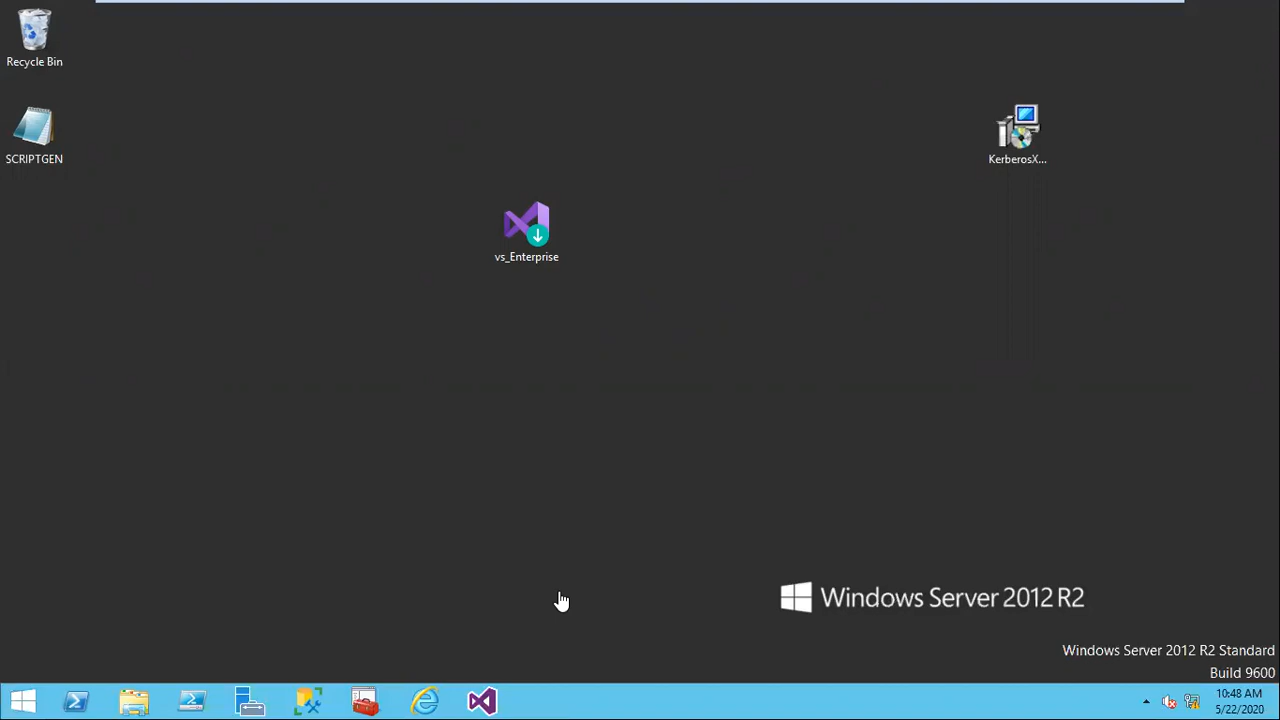 Recycle Bin
SCRIPTGEN
KerberosX...
vs_Enterprise
Windows Server 2012 R2
Windows Server 2012 R2 Standard
Build 9600
10:48 AM
5/22/2020